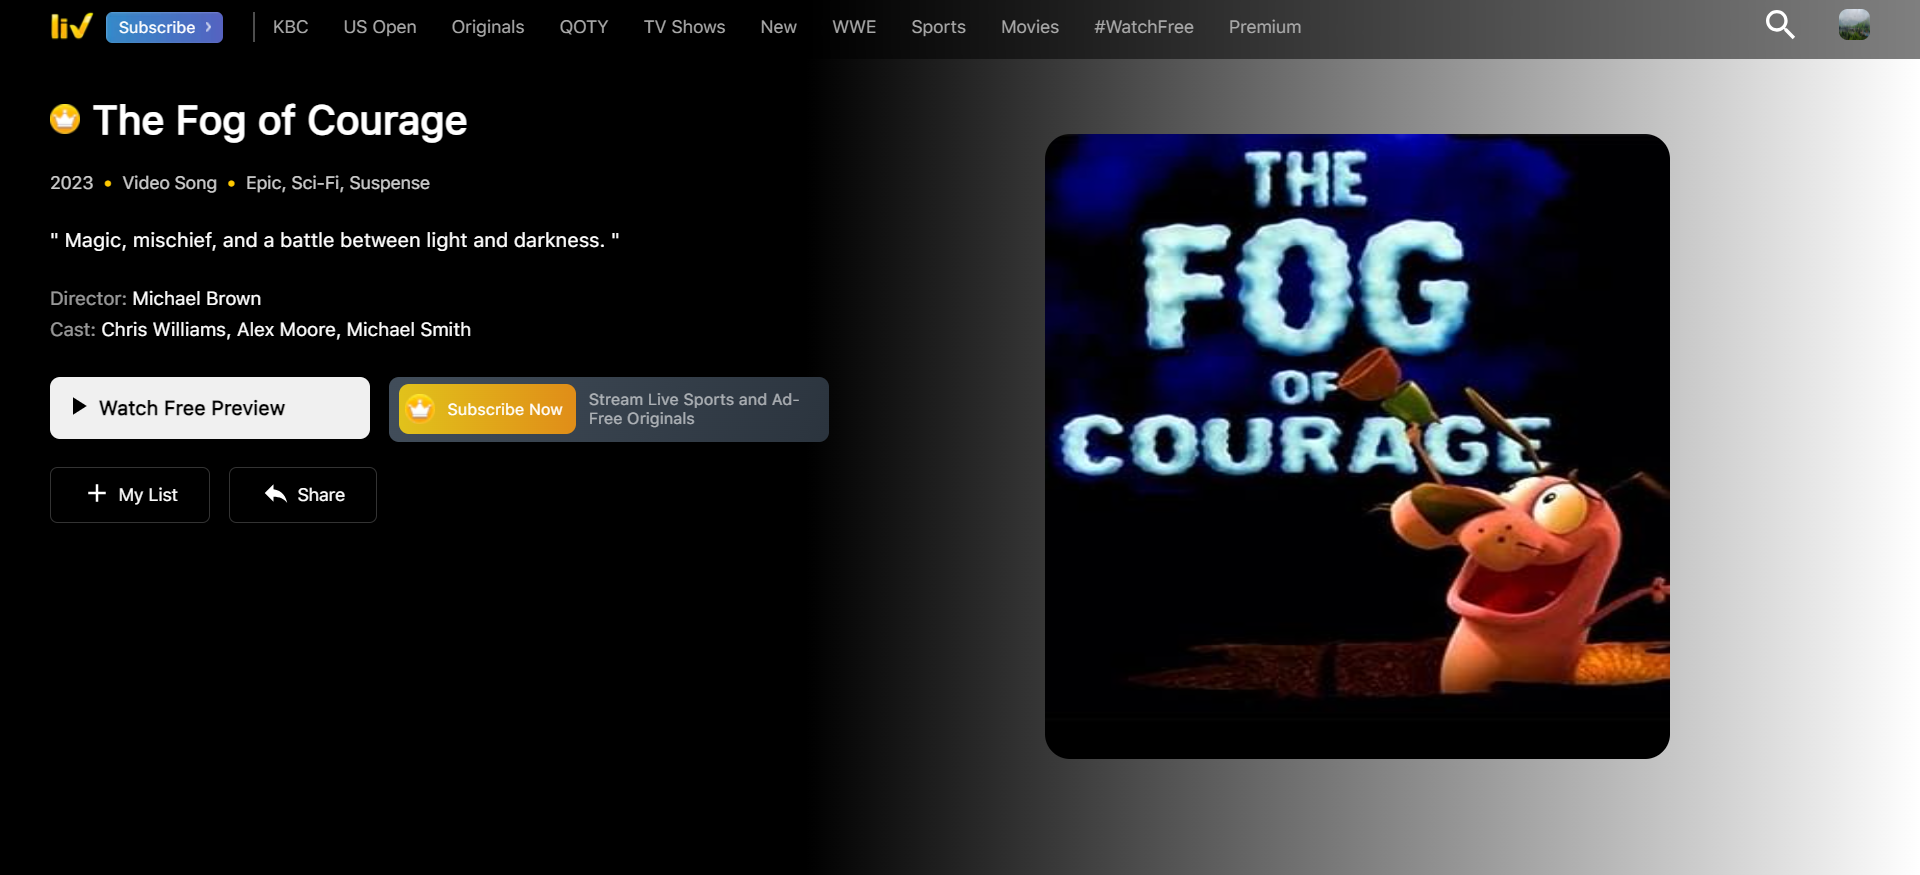 liv
Subscribe
KBC
US Open
Originals
QOTY
TV Shows
New
WWE
Sports
Movies
#WatchFree
Premium
The Fog of Courage
2023 • Video Song • Epic, Sci-Fi, Suspense
" Magic, mischief, and a battle between light and darkness. "
Director: Michael Brown
Cast: Chris Williams, Alex Moore, Michael Smith
Watch Free Preview
Subscribe Now
Stream Live Sports and Ad-
Free Originals
My List
Share
THE
FOG
OF
COURAGE